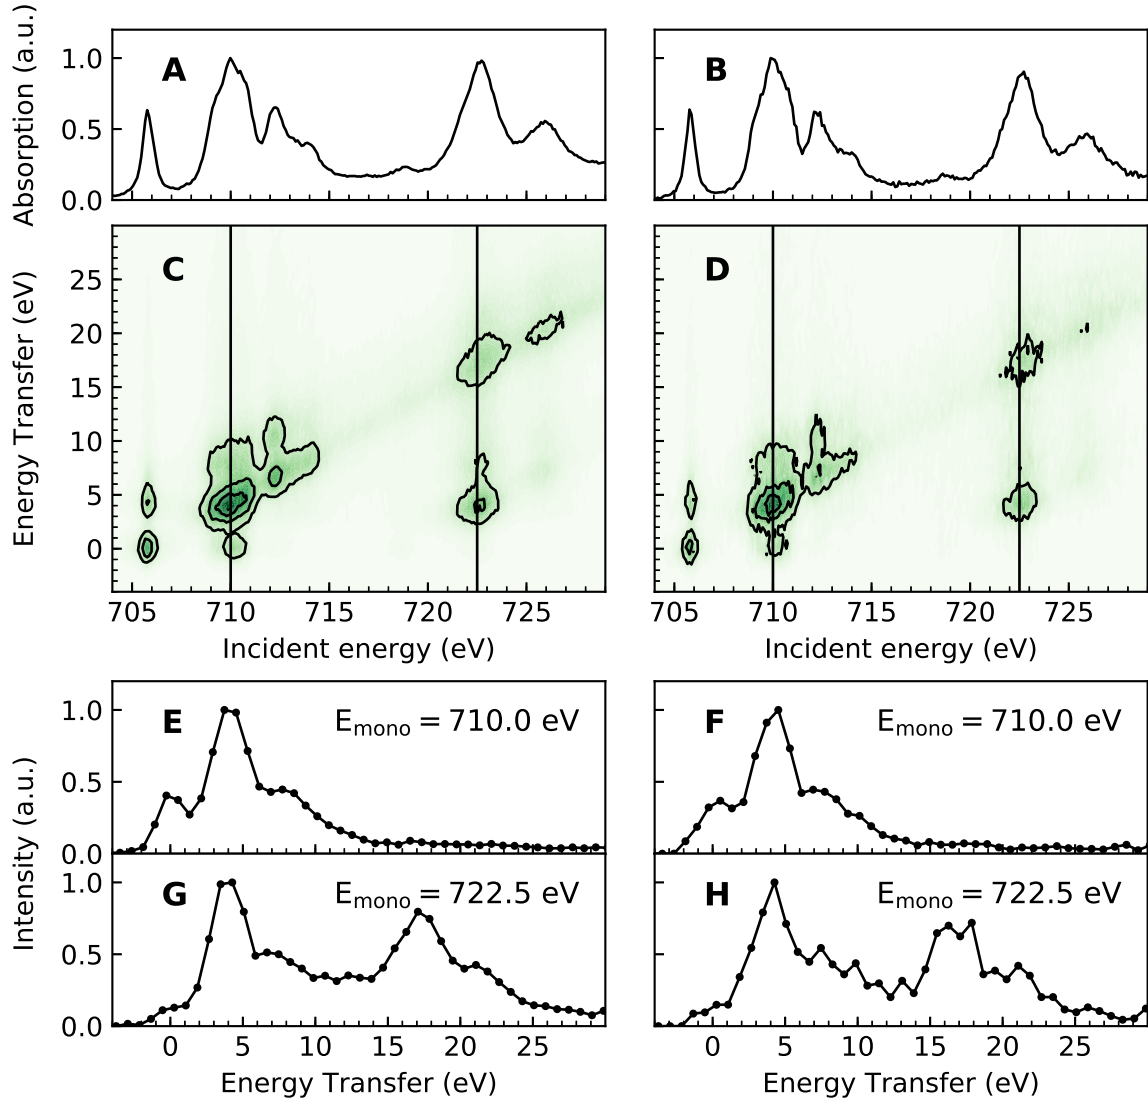 Absorption (a.u.)
1.0
0.5
0.0
A
B
Energy Transfer (eV)
25
20
15
10
5
0
C
D
705 710 715 720 725
705 710 715 720 725
Incident energy (eV)
Incident energy (eV)
Intensity (a.u.)
1.0
0.5
0.0
E
E_mono = 710.0 eV
F
E_mono = 710.0 eV
1.0
0.5
0.0
G
E_mono = 722.5 eV
H
E_mono = 722.5 eV
0 5 10 15 20 25
0 5 10 15 20 25
Energy Transfer (eV)
Energy Transfer (eV)